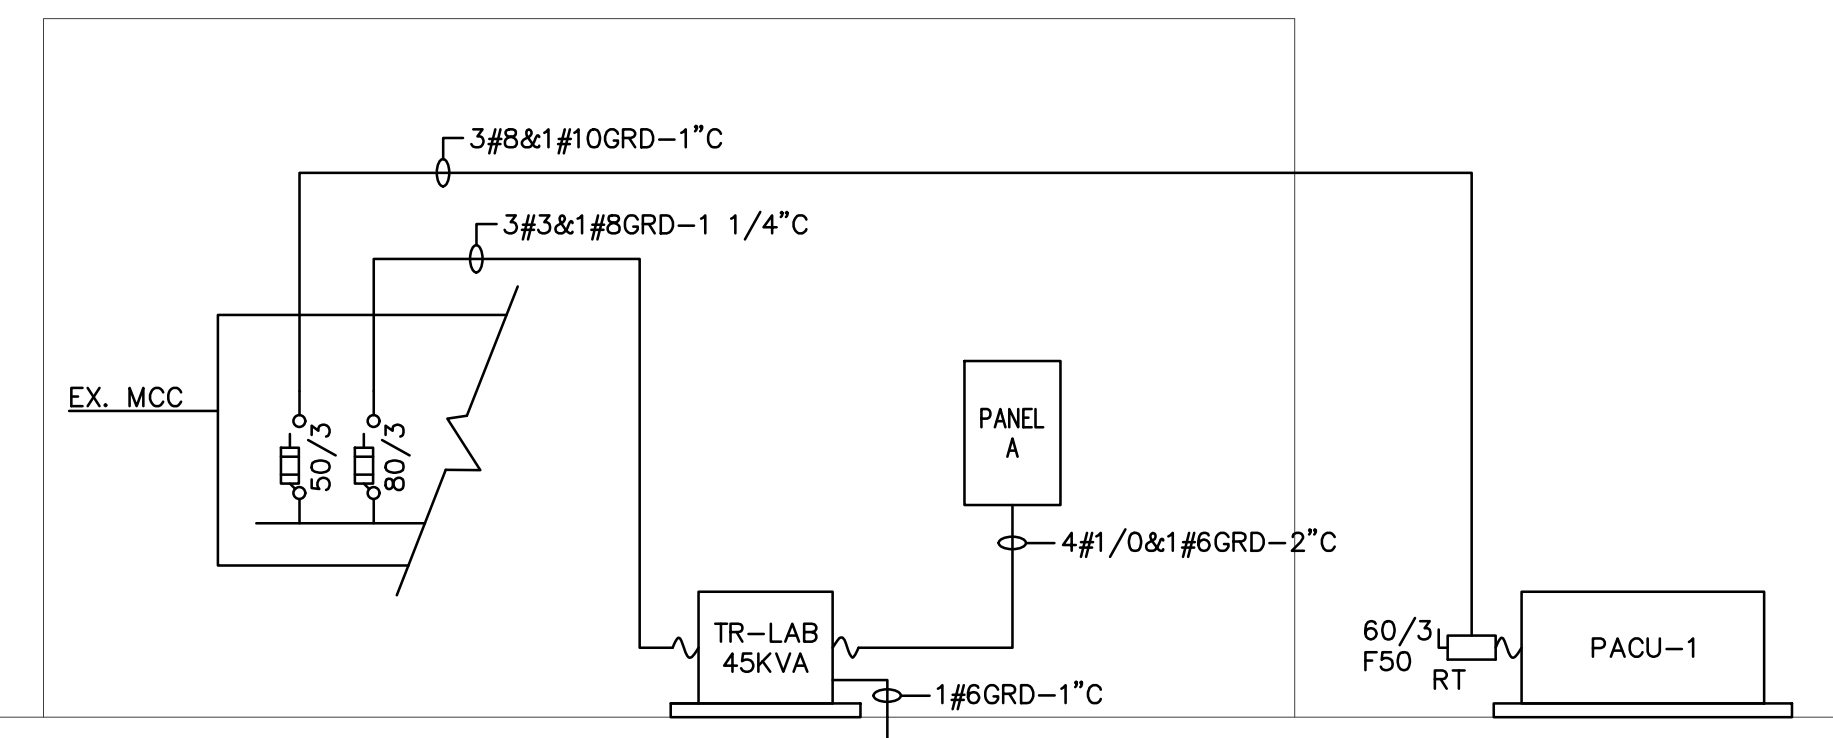 3#8&1#10GRD-1"C
3#3&1#8GRD-1 1/4"C
EX. MCC
50/3
80/3
PANEL
A
4#1/0&1#6GRD-2"C
TR-LAB
45KVA
1#6GRD-1"C
60/3
F50
RT
PACU-1